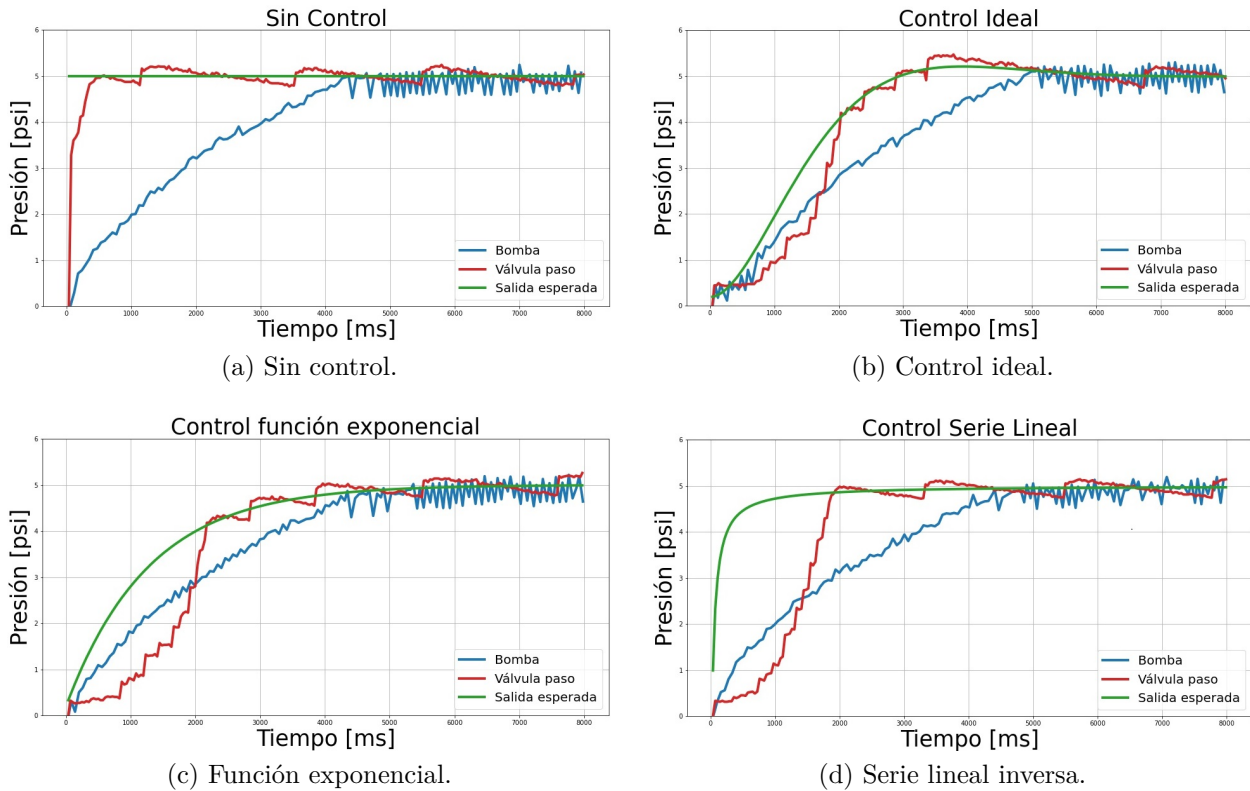 Sin Control
Presión [psi]
6
5
4
3
2
1
0
0 1000 2000 3000 4000 5000 6000 7000 8000
Tiempo [ms]
Bomba
Válvula paso
Salida esperada
(a) Sin control.
Control Ideal
Presión [psi]
6
5
4
3
2
1
0
0 1000 2000 3000 4000 5000 6000 7000 8000
Tiempo [ms]
Bomba
Válvula paso
Salida esperada
(b) Control ideal.
Control función exponencial
Presión [psi]
6
5
4
3
2
1
0
0 1000 2000 3000 4000 5000 6000 7000 8000
Tiempo [ms]
Bomba
Válvula paso
Salida esperada
(c) Función exponencial.
Control Serie Lineal
Presión [psi]
6
5
4
3
2
1
0
0 1000 2000 3000 4000 5000 6000 7000 8000
Tiempo [ms]
Bomba
Válvula paso
Salida esperada
(d) Serie lineal inversa.